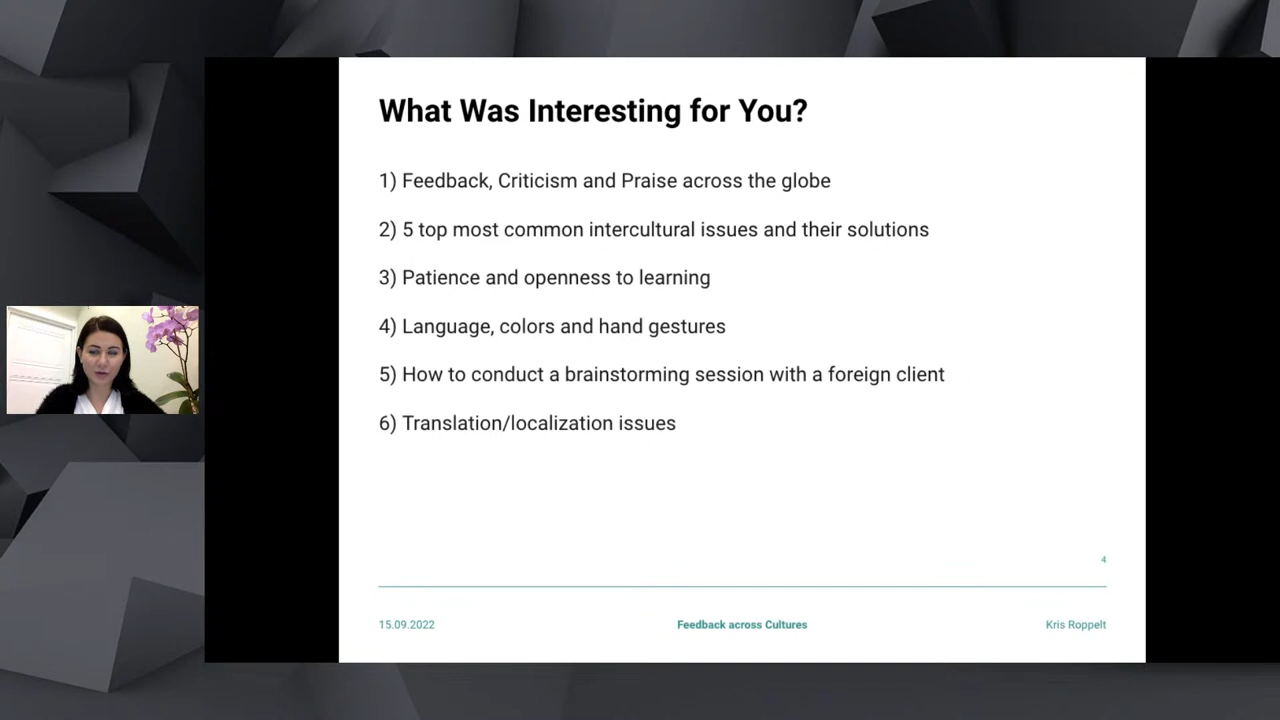 What Was Interesting for You?
1) Feedback, Criticism and Praise across the globe
2) 5 top most common intercultural issues and their solutions
3) Patience and openness to learning
4) Language, colors and hand gestures
5) How to conduct a brainstorming session with a foreign client
6) Translation/localization issues
4
15.09.2022
Feedback across Cultures
Kris Roppelt